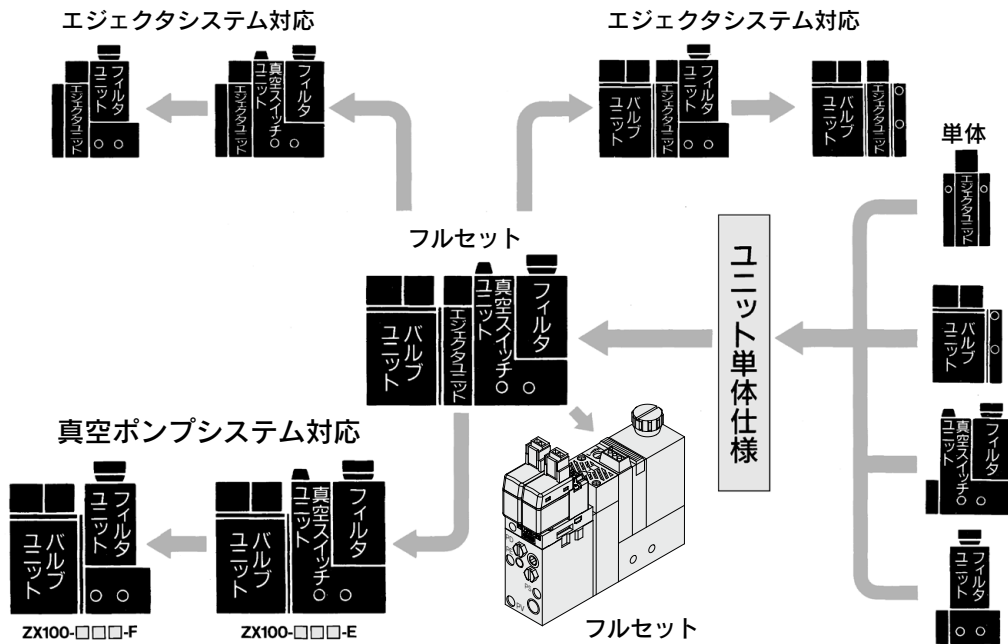 エジェクタシステム対応
エジェクタシステム対応
エジェクタユニット
フィルタ
ユニット
エジェクタユニット
真空スイッチ
ユニット
フィルタ
バルブ
ユニット
エジェクタユニット
フィルタ
ユニット
バルブ
ユニット
エジェクタユニット
単体
エジェクタユニット
フルセット
バルブ
ユニット
エジェクタユニット
真空スイッチ
ユニット
フィルタ
ユニット単体仕様
バルブ
ユニット
真空スイッチ
ユニット
フィルタ
フィルタ
ユニット
真空ポンプシステム対応
バルブ
ユニット
フィルタ
ユニット
ZX100-□□□-F
バルブ
ユニット
真空スイッチ
ユニット
フィルタ
ZX100-□□□-E
PD
PS
PV
フルセット